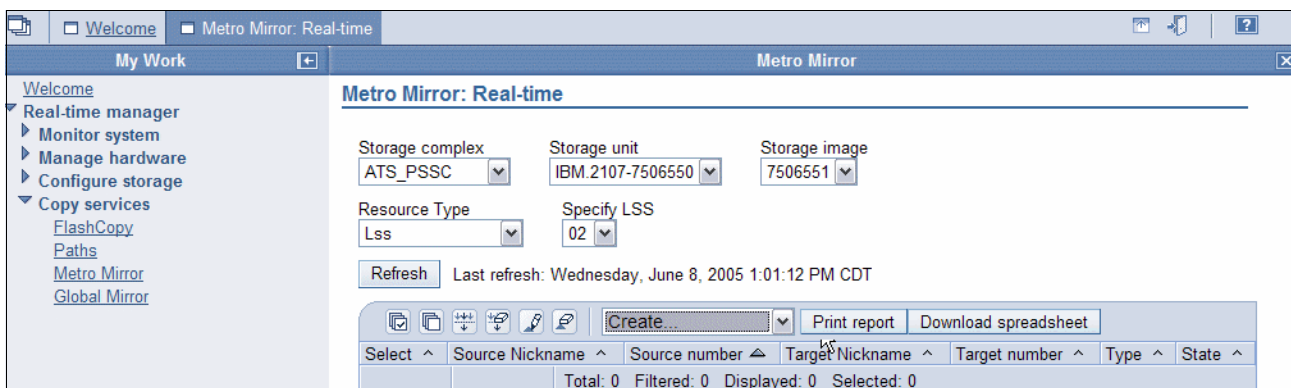 Welcome Metro Mirror: Real-time ?
My Work Metro Mirror
Welcome
Real-time manager
Monitor system
Manage hardware
Configure storage
Copy services
FlashCopy
Paths
Metro Mirror
Global Mirror
Metro Mirror: Real-time
Storage complex Storage unit Storage image
ATS_PSSC IBM.2107-7506550 7506551
Resource Type Specify LSS
Lss 02
Refresh Last refresh: Wednesday, June 8, 2005 1:01:12 PM CDT
Create... Print report Download spreadsheet
Select Source Nickname Source number Target Nickname Target number Type State
Total: 0 Filtered: 0 Displayed: 0 Selected: 0